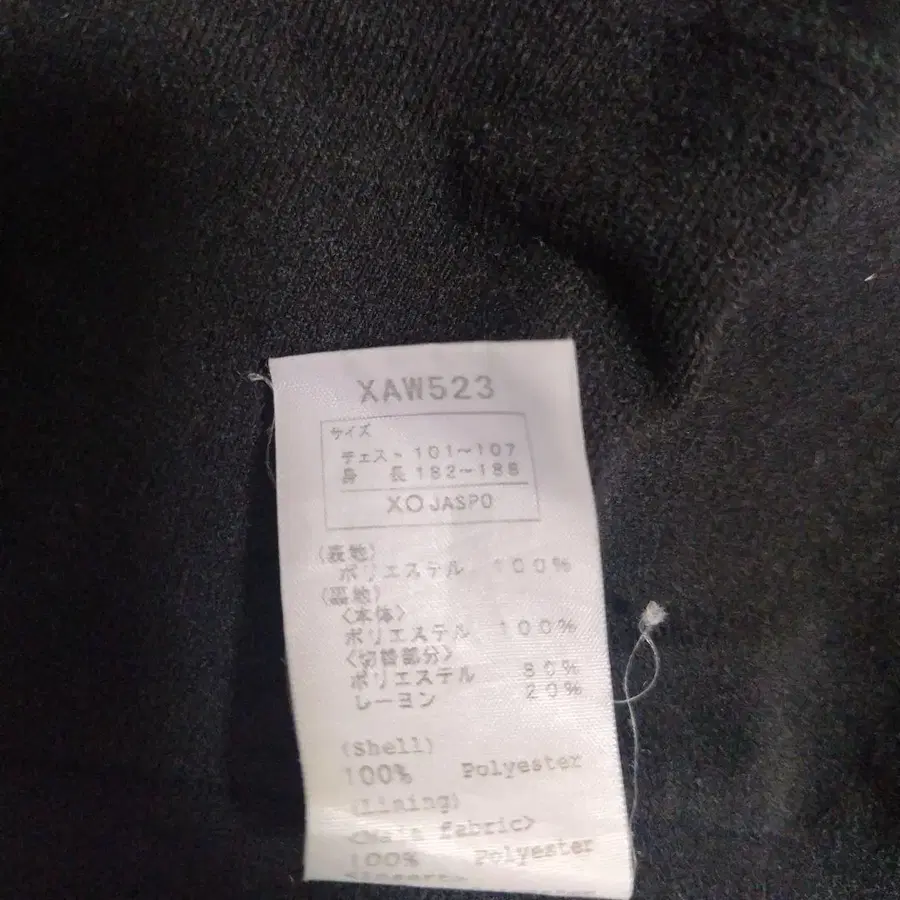 XAW523
サイズ
チェスト 101~107
身 長 182~188
XO JASPO
(表地)
ポリエステル 100%
(裏地)
<本体>
ポリエステル 100%
<切替部分>
ポリエステル 80%
レーヨン 20%
(Shell)
100% Polyester
(Lining)
<Main fabric>
100% Polyester